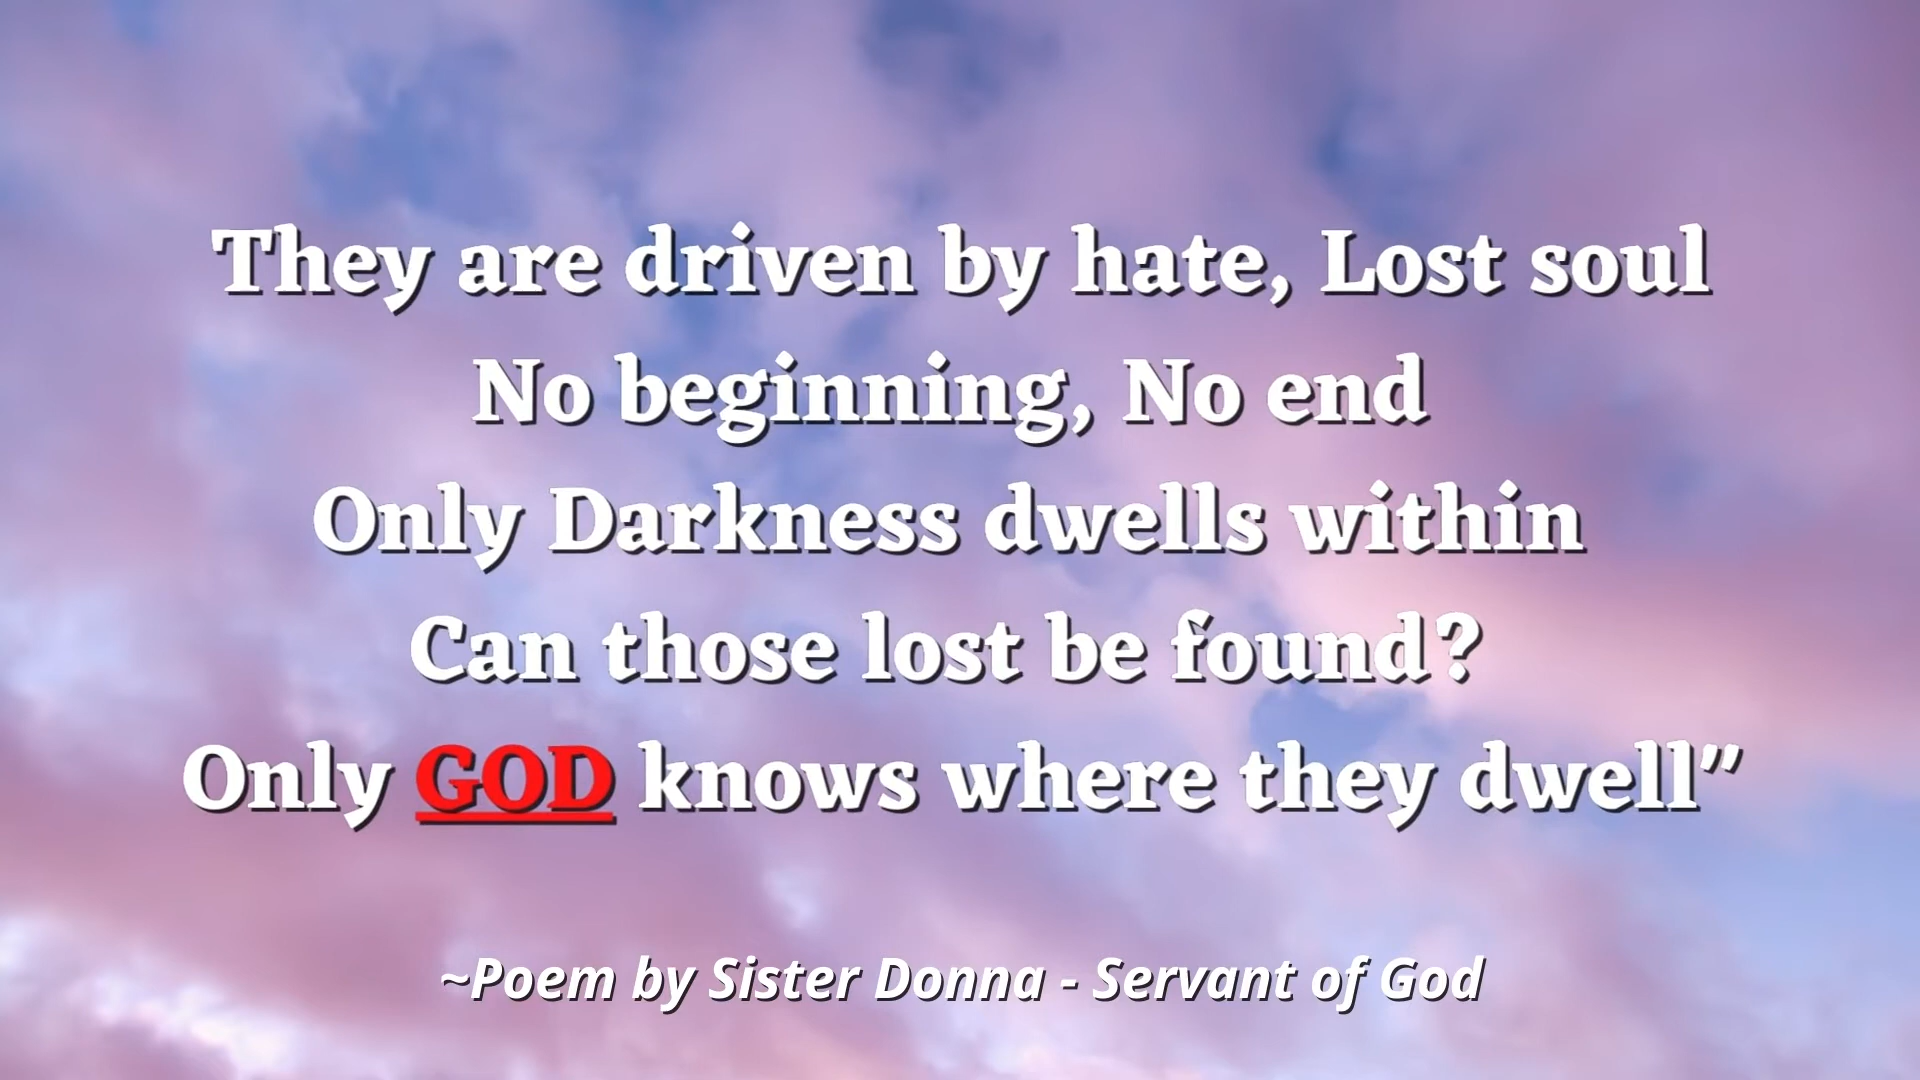 They are driven by hate, Lost soul
No beginning, No end
Only Darkness dwells within
Can those lost be found?
Only GOD knows where they dwell"
~Poem by Sister Donna - Servant of God